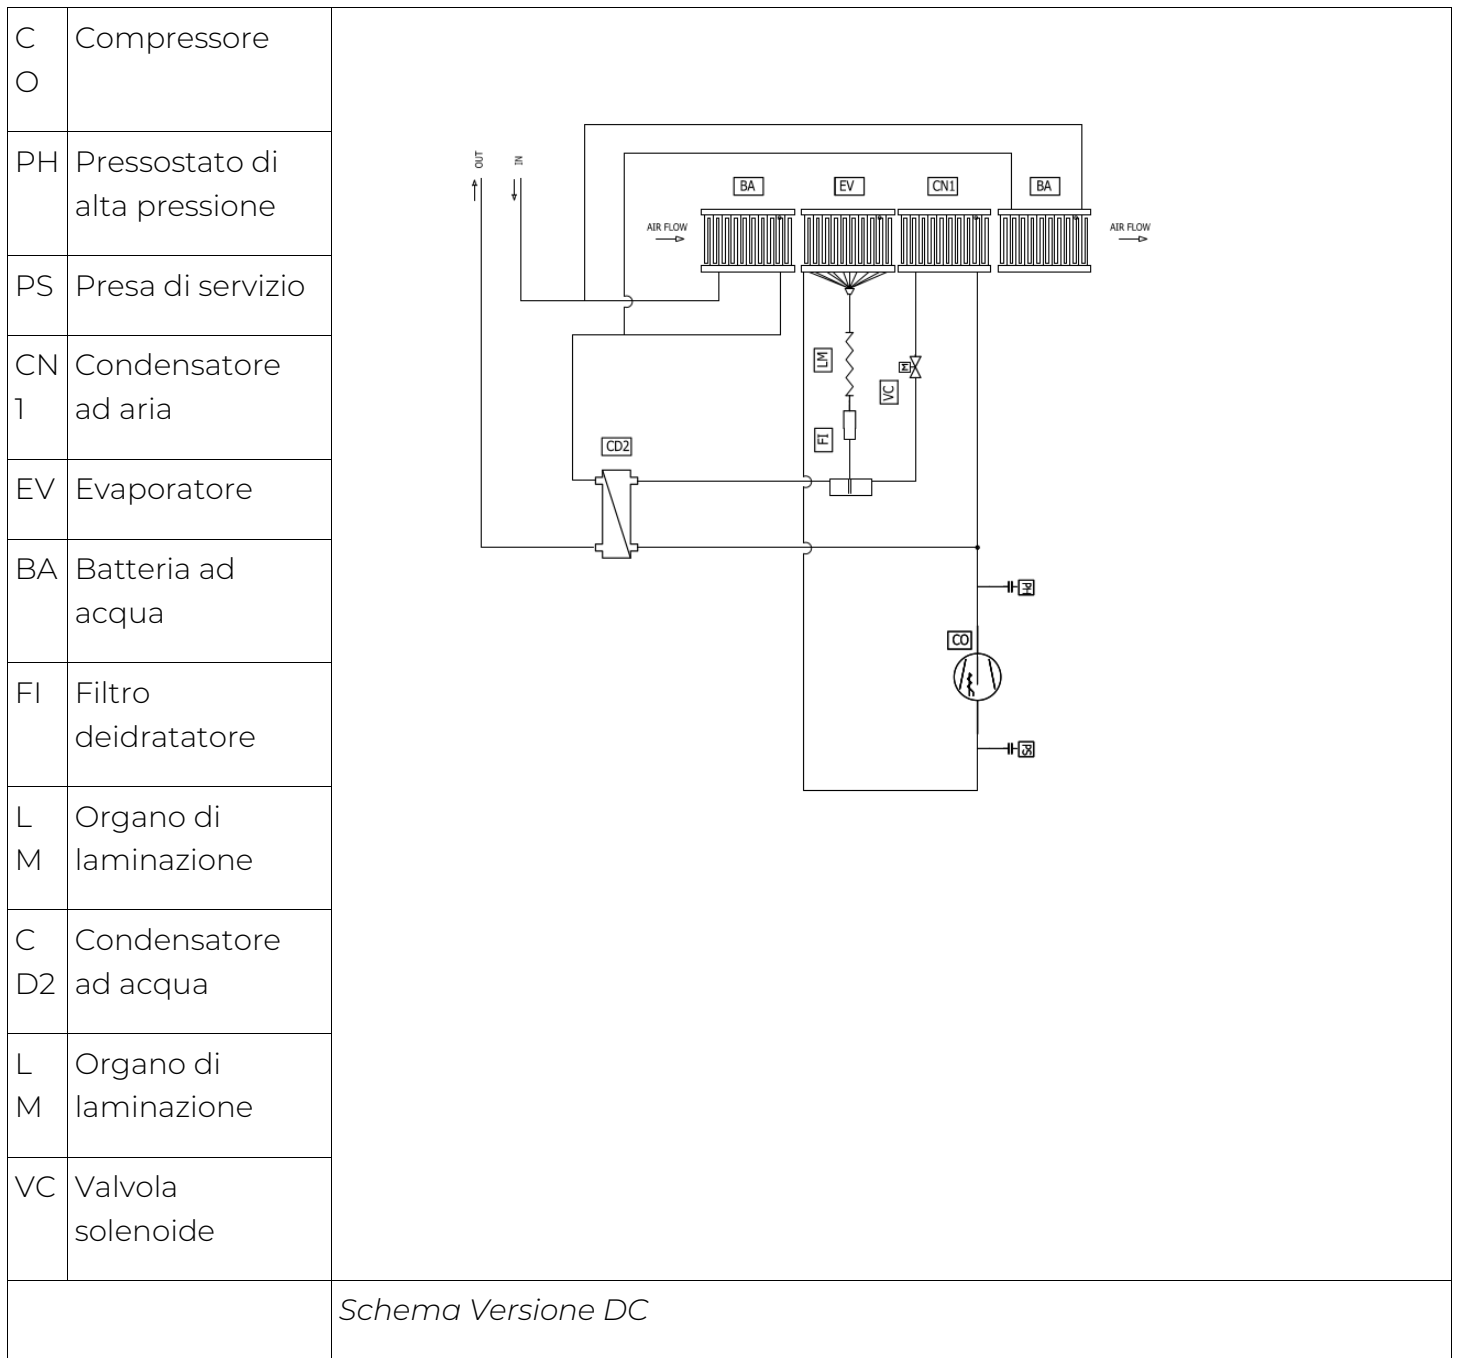 C
O
Compressore
PH
Pressostato di
alta pressione
PS
Presa di servizio
CN
1
Condensatore
ad aria
EV
Evaporatore
BA
Batteria ad
acqua
FI
Filtro
deidratatore
L
M
Organo di
laminazione
C
D2
Condensatore
ad acqua
L
M
Organo di
laminazione
VC
Valvola
solenoide
OUT
IN
BA
EV
CN1
BA
AIR FLOW
AIR FLOW
LM
M
VC
FI
CD2
PH
CO
PS
Schema Versione DC